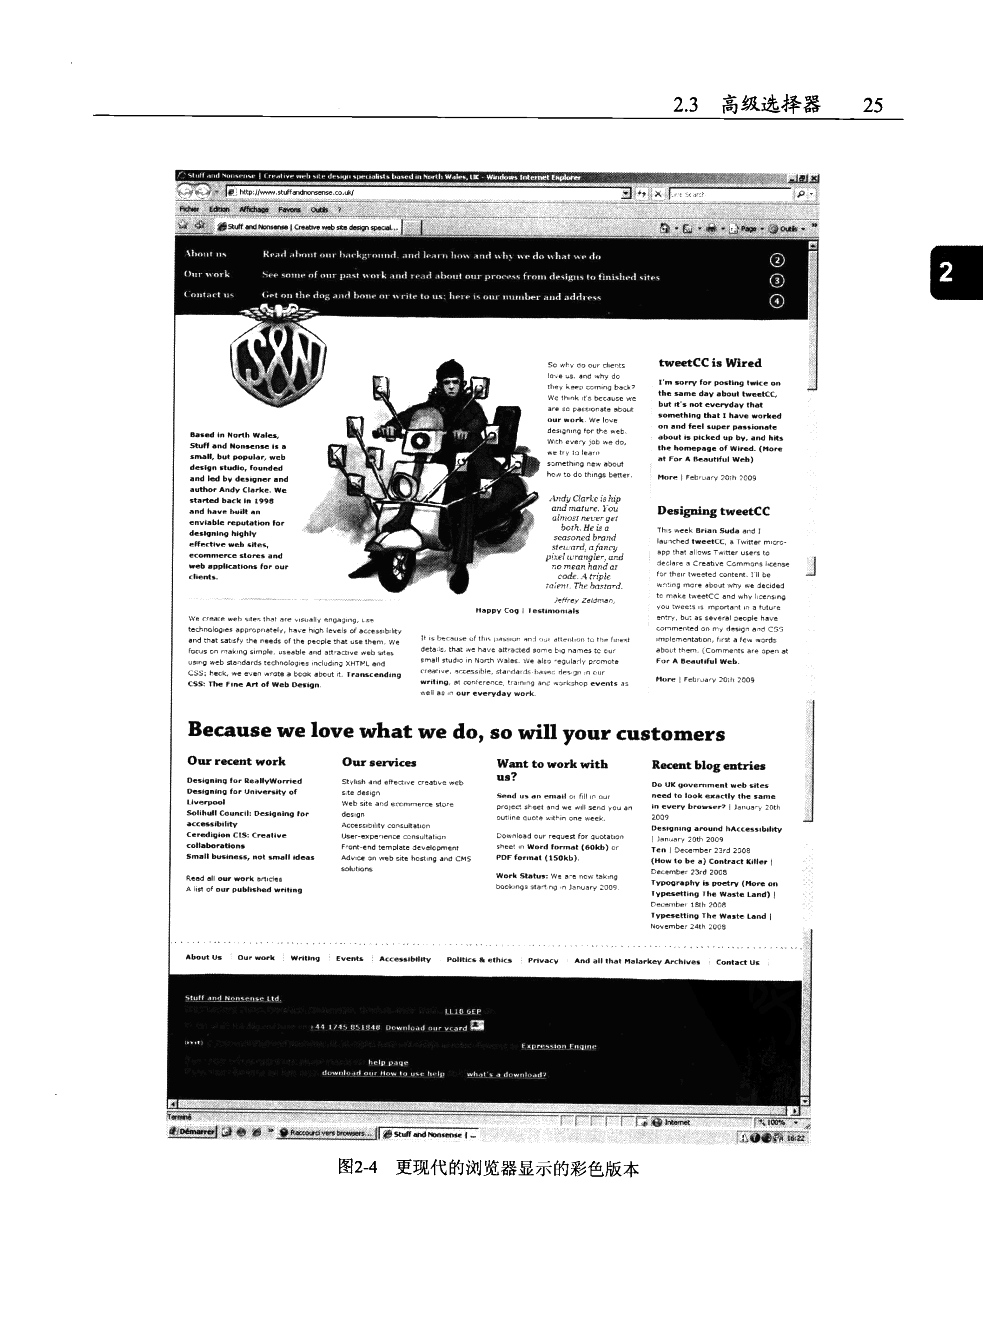 2.3 高级选择器 25
2
Stuff and Nonsense | Creative web site design specialists based in North Wales, UK - Windows Internet Explorer
http://www.stuffandnonsense.co.uk/
Live Search
Fichier Edition Affichage Favoris Outils ?
Stuff and Nonsense | Creative web site design special...
Page Outils
About us Read about our background, and learn how and why we do what we do 2
Our work See some of our past work and read about our process from designs to finished sites 3
Contact us Get on the dog and bone or write to us; here is our number and address 4
S&N
Based in North Wales,
Stuff and Nonsense is a
small, but popular, web
design studio, founded
and led by designer and
author Andy Clarke. We
started back in 1998
and have built an
enviable reputation for
designing highly
effective web sites,
ecommerce stores and
web applications for our
clients.
We create web sites that are visually engaging, use
technologies appropriately, have high levels of accessibility
and that satisfy the needs of the people that use them. We
focus on making simple, useable and attractive web sites
using web standards technologies including XHTML and
CSS; heck, we even wrote a book about it. Transcending
CSS: The Fine Art of Web Design.
So why do our clients
love us, and why do
they keep coming back?
We think it's because we
are so passionate about
our work. We love
designing for the web.
With every job we do,
we try to learn
something new about
how to do things better.
Andy Clarke is hip
and mature. You
almost never get
both. He is a
seasoned brand
steward, a fancy
pixel wrangler, and
no mean hand at
code. A triple
talent. The bastard.
Jeffrey Zeldman,
Happy Cog | Testimonials
It is because of this passion and our attention to the finest
details, that we have attracted some big names to our
small studio in North Wales. We also regularly promote
creative, accessible, standards-based design in our
writing, at conference, training and workshop events as
well as in our everyday work.
tweetCC is Wired
I'm sorry for posting twice on
the same day about tweetCC,
but it's not everyday that
something that I have worked
on and feel super passionate
about is picked up by, and hits
the homepage of Wired. (More
at For A Beautiful Web)
More | February 20th 2009
Designing tweetCC
This week Brian Suda and I
launched tweetCC, a Twitter micro-
app that allows Twitter users to
declare a Creative Commons license
for their tweeted content. I'll be
writing more about why we decided
to make tweetCC and why licensing
you tweets is important in a future
entry, but as several people have
commented on my design and CSS
implementation, first a few words
about them. (Comments are open at
For A Beautiful Web.
More | February 20th 2009
Because we love what we do, so will your customers
Our recent work
Designing for ReallyWorried
Designing for University of
Liverpool
Solihull Council: Designing for
accessibility
Ceredigion CIS: Creative
collaborations
Small business, not small ideas
Read all our work articles
A list of our published writing
Our services
Stylish and effective creative web
site design
Web site and ecommerce store
design
Accessibility consultation
User-experience consultation
Front-end template development
Advice on web site hosting and CMS
solutions
Want to work with
us?
Send us an email or fill in our
project sheet and we will send you an
outline quote within one week.
Download our request for quotation
sheet in Word format (60kb) or
PDF format (150kb).
Work Status: We are now taking
bookings starting in January 2009.
Recent blog entries
Do UK government web sites
need to look exactly the same
in every browser? | January 20th
2009
Designing around hAccessibility
| January 20th 2009
Ten | December 23rd 2008
(How to be a) Contract Killer |
December 23rd 2008
Typography is poetry (More on
Typesetting The Waste Land) |
December 18th 2008
Typesetting The Waste Land |
November 24th 2008
About Us Our work Writing Events Accessibility Politics & ethics Privacy And all that Malarkey Archives Contact Us
Stuff and Nonsense Ltd.
LL18 6EP
+44 1745 851848 Download our vcard
Expression Engine
help page
download our How to use help what's a download?
Terminé Internet 100%
Démarrer Raccourci vers browsers... Stuff and Nonsense | ... 16:22
图2-4 更现代的浏览器显示的彩色版本